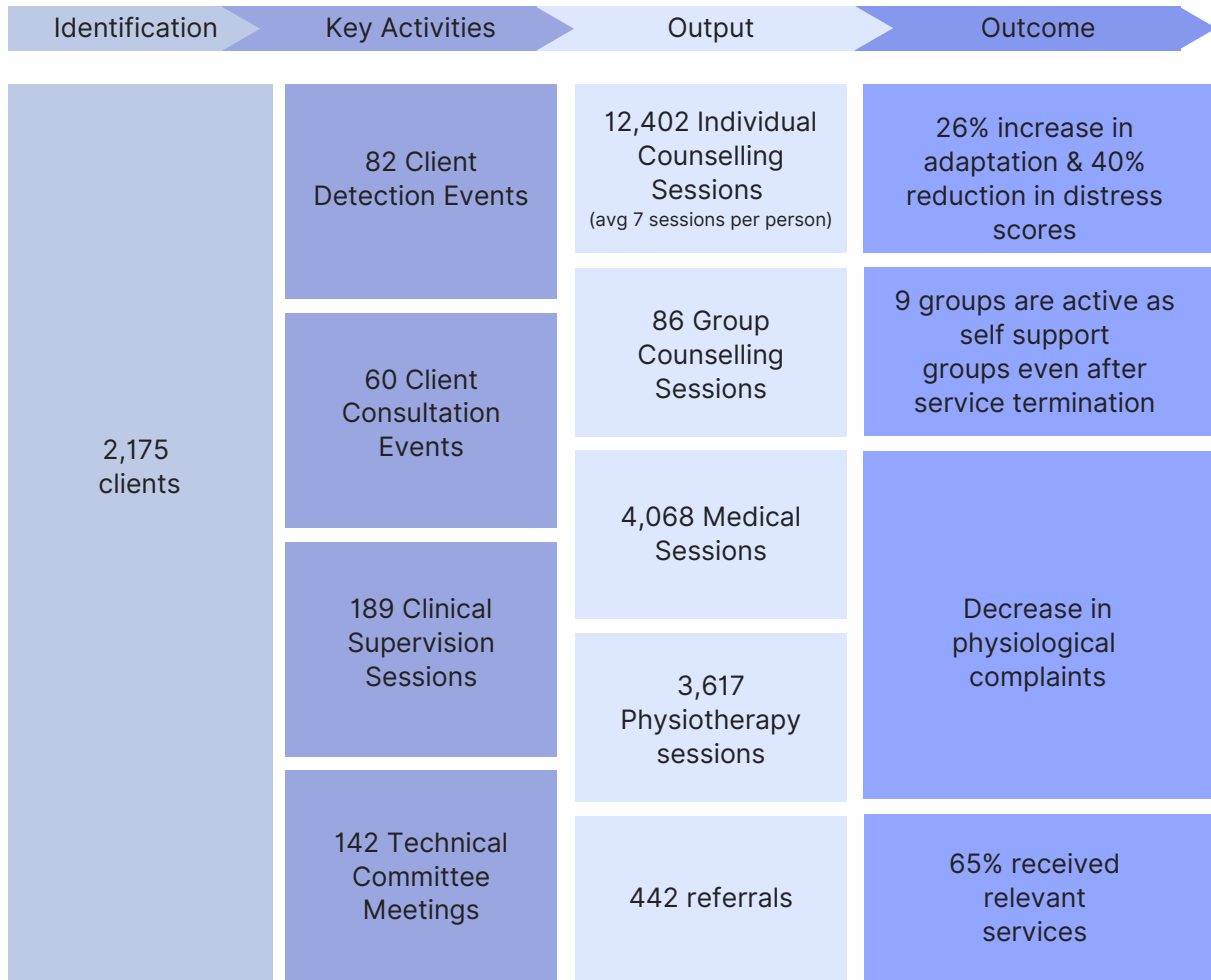 Identification
Key Activities
Output
Outcome
2,175
clients
82 Client
Detection Events
60 Client
Consultation
Events
189 Clinical
Supervision
Sessions
142 Technical
Committee
Meetings
12,402 Individual
Counselling
Sessions
(avg 7 sessions per person)
86 Group
Counselling
Sessions
4,068 Medical
Sessions
3,617
Physiotherapy
sessions
442 referrals
26% increase in
adaptation & 40%
reduction in distress
scores
9 groups are active as
self support
groups even after
service termination
Decrease in
physiological
complaints
65% received
relevant
services